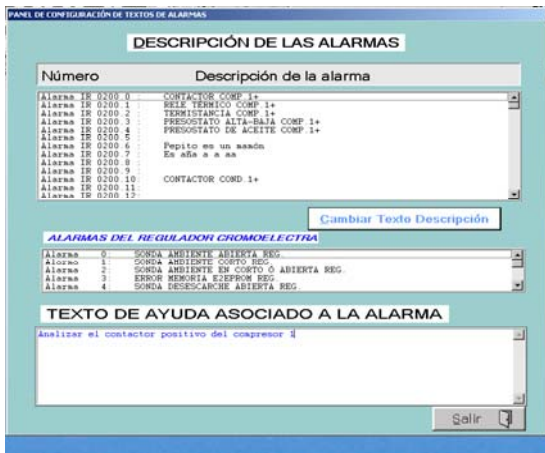 PANEL DE CONFIGURACIÓN DE TEXTOS DE ALARMAS
DESCRIPCIÓN DE LAS ALARMAS
Número Descripción de la alarma
Alarma IR 0200.0 : CONTACTOR COMP.1+
Alarma IR 0200.1 : RELE TÉRMICO COMP.1+
Alarma IR 0200.2 : TERMISTANCIA COMP.1+
Alarma IR 0200.3 : PRESOSTATO ALTA-BAJA COMP.1+
Alarma IR 0200.4 : PRESOSTATO DE ACEITE COMP.1+
Alarma IR 0200.5 :
Alarma IR 0200.6 : Pepito es un mamón
Alarma IR 0200.7 : Es aña a a aa
Alarma IR 0200.8 :
Alarma IR 0200.9 :
Alarma IR 0200.10 : CONTACTOR COND.1+
Alarma IR 0200.11:
Alarma IR 0200.12:
Cambiar Texto Descripción
ALARMAS DEL REGULADOR CROMOELECTRA
Alarma 0: SONDA AMBIENTE ABIERTA REG.
Alarma 1: SONDA AMBIENTE CORTO REG.
Alarma 2: SONDA AMBIENTE EN CORTO Ó ABIERTA REG.
Alarma 3: ERROR MEMORIA E2EPROM REG.
Alarma 4: SONDA DESESCARCHE ABIERTA REG.
TEXTO DE AYUDA ASOCIADO A LA ALARMA
Analizar el contactor positivo del compresor 1
Salir